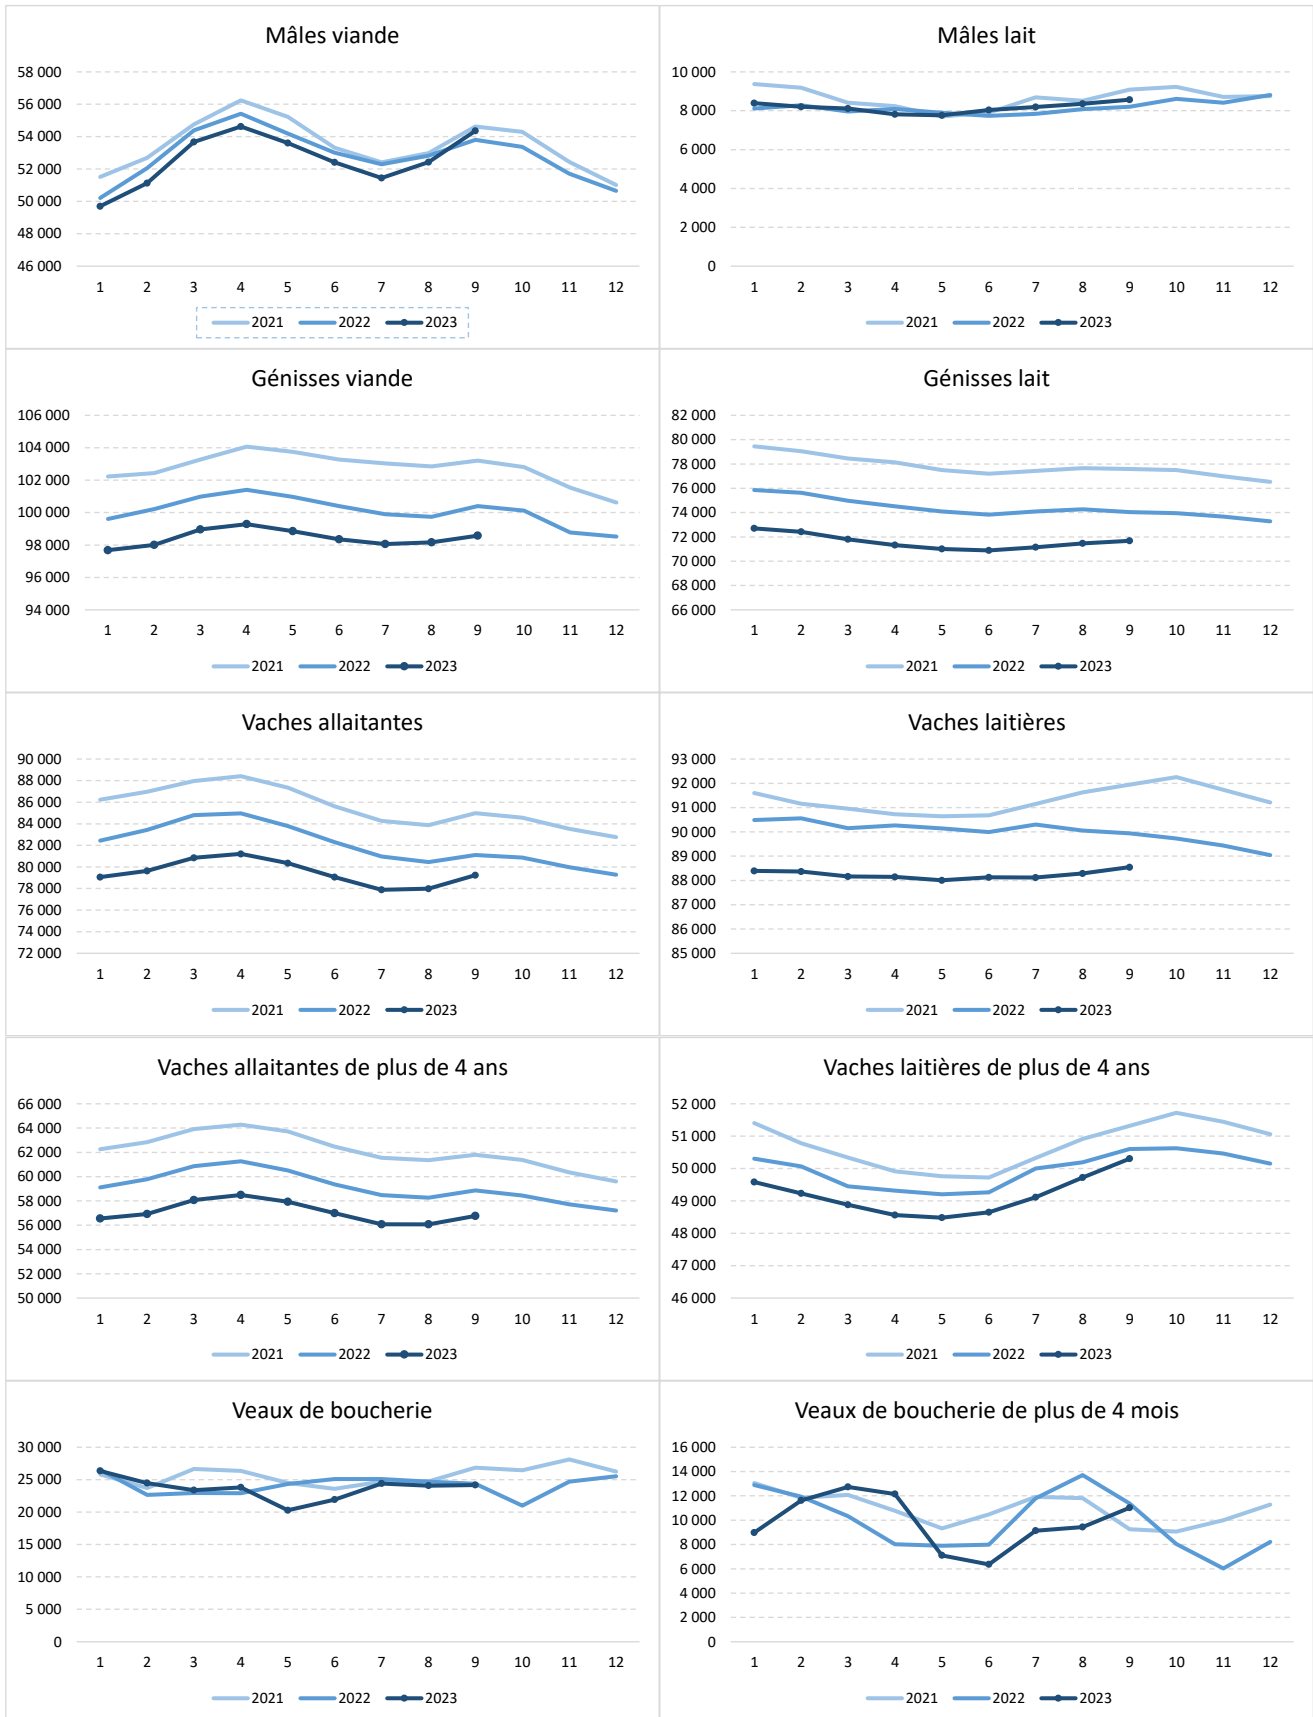 Mâles viande
58 000
56 000
54 000
52 000
50 000
48 000
46 000
1 2 3 4 5 6 7 8 9 10 11 12
2021 2022 2023
Mâles lait
10 000
8 000
6 000
4 000
2 000
0
1 2 3 4 5 6 7 8 9 10 11 12
2021 2022 2023
Génisses viande
106 000
104 000
102 000
100 000
98 000
96 000
94 000
1 2 3 4 5 6 7 8 9 10 11 12
2021 2022 2023
Génisses lait
82 000
80 000
78 000
76 000
74 000
72 000
70 000
68 000
66 000
1 2 3 4 5 6 7 8 9 10 11 12
2021 2022 2023
Vaches allaitantes
90 000
88 000
86 000
84 000
82 000
80 000
78 000
76 000
74 000
72 000
1 2 3 4 5 6 7 8 9 10 11 12
2021 2022 2023
Vaches laitières
93 000
92 000
91 000
90 000
89 000
88 000
87 000
86 000
85 000
1 2 3 4 5 6 7 8 9 10 11 12
2021 2022 2023
Vaches allaitantes de plus de 4 ans
66 000
64 000
62 000
60 000
58 000
56 000
54 000
52 000
50 000
1 2 3 4 5 6 7 8 9 10 11 12
2021 2022 2023
Vaches laitières de plus de 4 ans
52 000
51 000
50 000
49 000
48 000
47 000
46 000
1 2 3 4 5 6 7 8 9 10 11 12
2021 2022 2023
Veaux de boucherie
30 000
25 000
20 000
15 000
10 000
5 000
0
1 2 3 4 5 6 7 8 9 10 11 12
2021 2022 2023
Veaux de boucherie de plus de 4 mois
16 000
14 000
12 000
10 000
8 000
6 000
4 000
2 000
0
1 2 3 4 5 6 7 8 9 10 11 12
2021 2022 2023